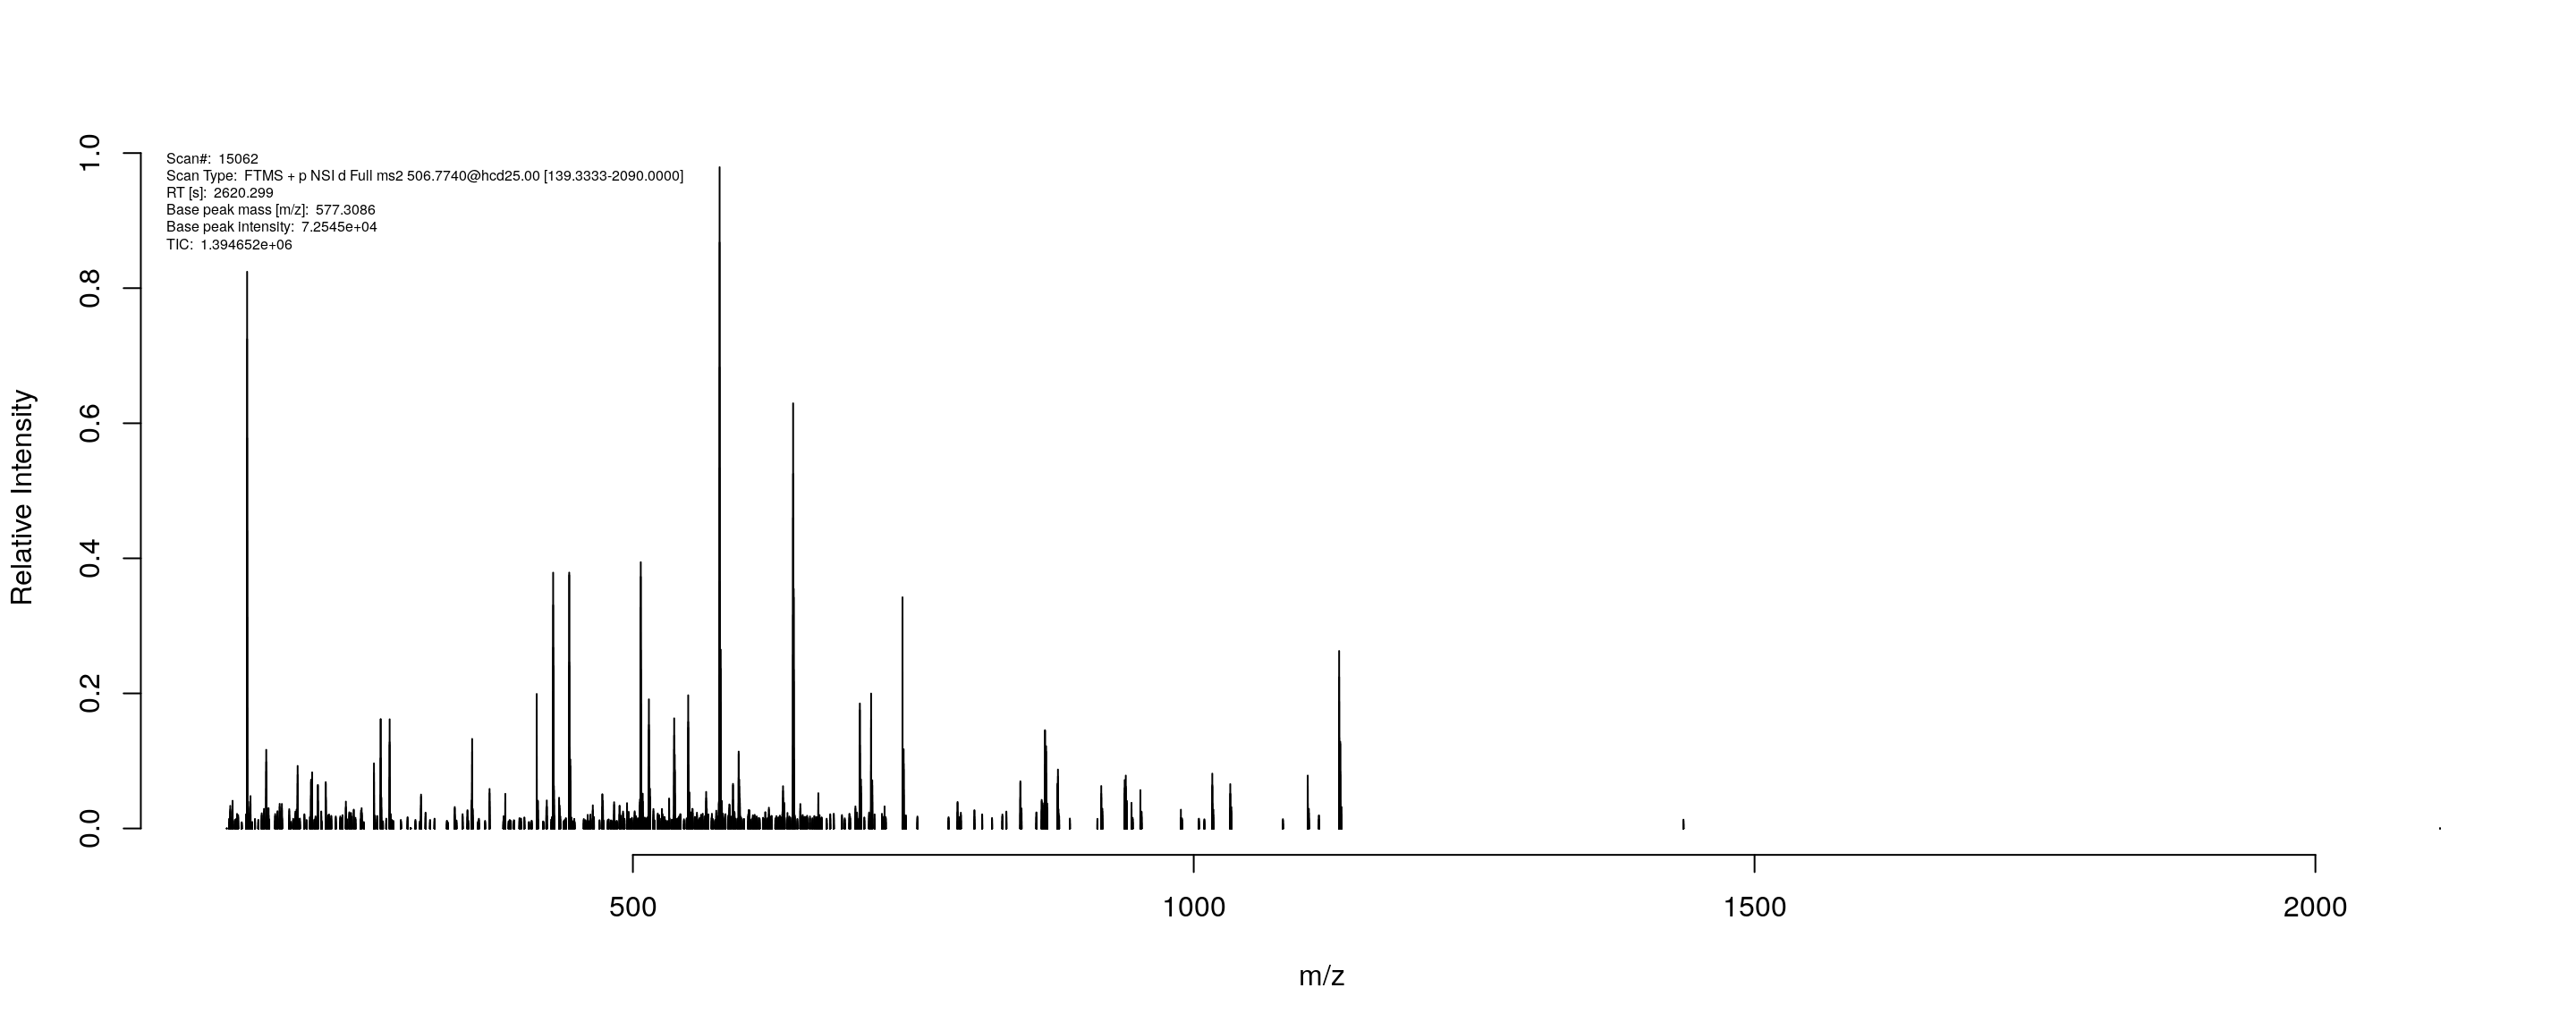 Scan#: 15062
Scan Type: FTMS + p NSI d Full ms2 506.7740@hcd25.00 [139.3333-2090.0000]
RT [s]: 2620.299
Base peak mass [m/z]: 577.3086
Base peak intensity: 7.2545e+04
TIC: 1.394652e+06
Relative Intensity
1.0
0.8
0.6
0.4
0.2
0.0
500 1000 1500 2000
m/z